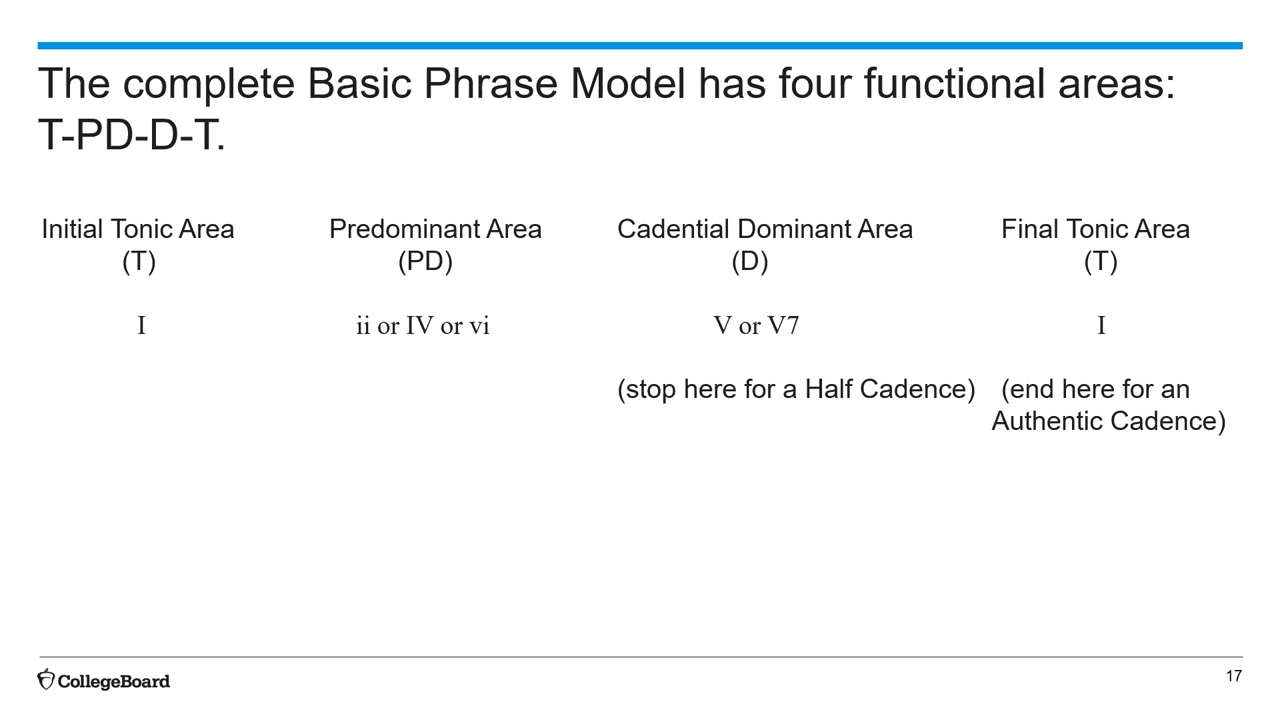 The complete Basic Phrase Model has four functional areas:
T-PD-D-T.
Initial Tonic Area
(T)
I
Predominant Area
(PD)
ii or IV or vi
Cadential Dominant Area
(D)
V or V7
(stop here for a Half Cadence)
Final Tonic Area
(T)
I
(end here for an
Authentic Cadence)
CollegeBoard
17